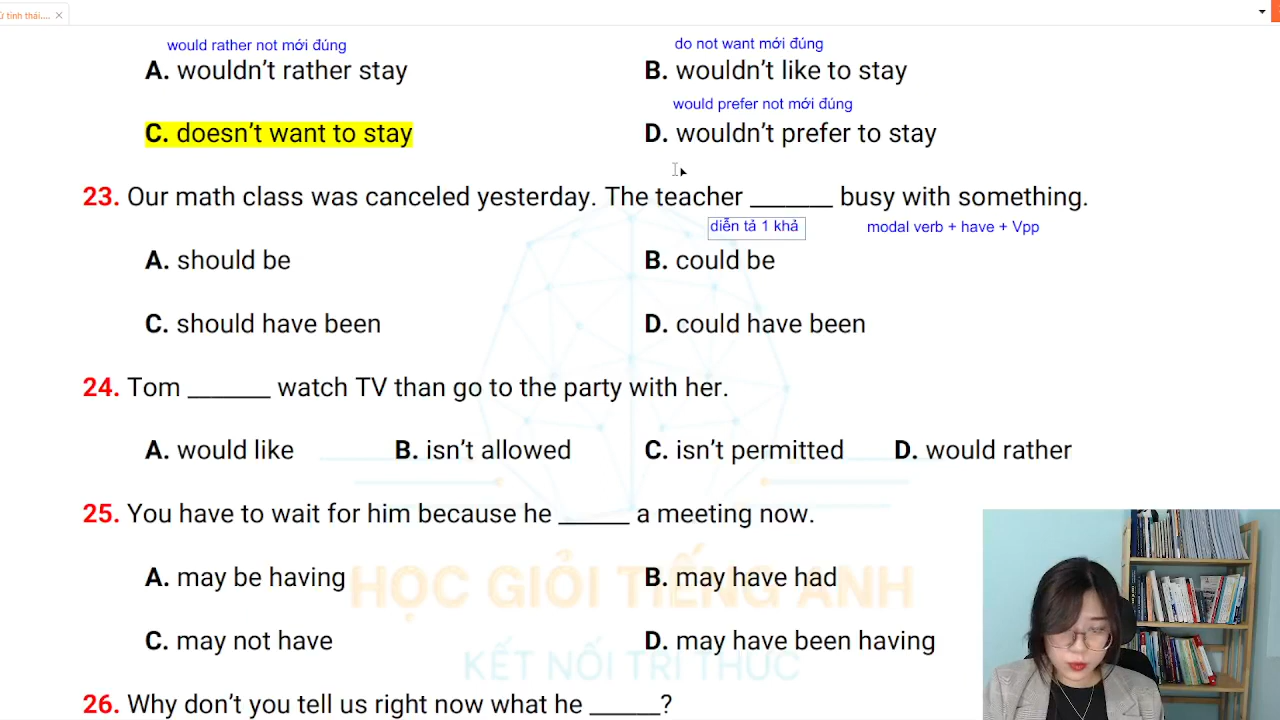 ừ tình thái....
would rather not mới đúng
do not want mới đúng
A. wouldn't rather stay
B. wouldn't like to stay
would prefer not mới đúng
C. doesn't want to stay
D. wouldn't prefer to stay
23. Our math class was canceled yesterday. The teacher ______ busy with something.
diễn tả 1 khả
modal verb + have + Vpp
A. should be
B. could be
C. should have been
D. could have been
24. Tom ______ watch TV than go to the party with her.
A. would like
B. isn't allowed
C. isn't permitted
D. would rather
25. You have to wait for him because he _____ a meeting now.
A. may be having
B. may have had
HỌC GIỎI TIẾNG ANH
C. may not have
D. may have been having
KẾT NỐI TRI THỨC
26. Why don't you tell us right now what he _____?